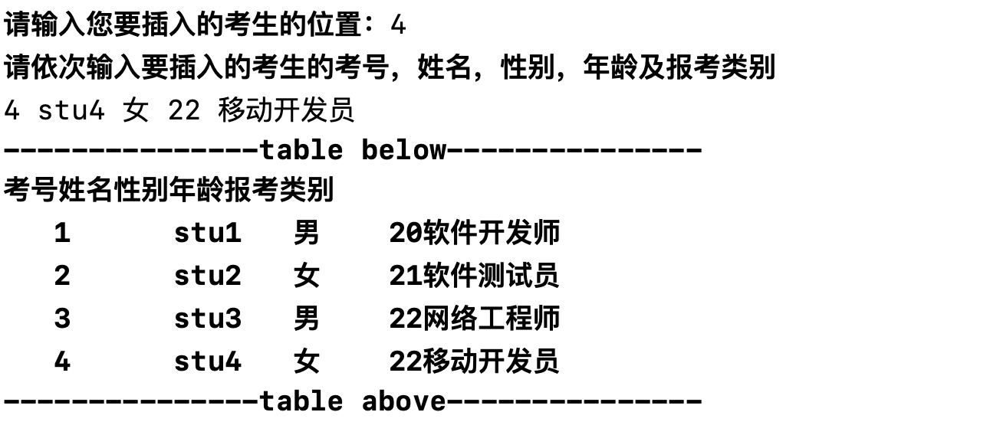 请输入您要插入的考生的位置：4
请依次输入要插入的考生的考号，姓名，性别，年龄及报考类别
4 stu4 女 22 移动开发员
---------------table below---------------
考号姓名性别年龄报考类别
1 stu1 男 20软件开发师
2 stu2 女 21软件测试员
3 stu3 男 22网络工程师
4 stu4 女 22移动开发员
---------------table above---------------